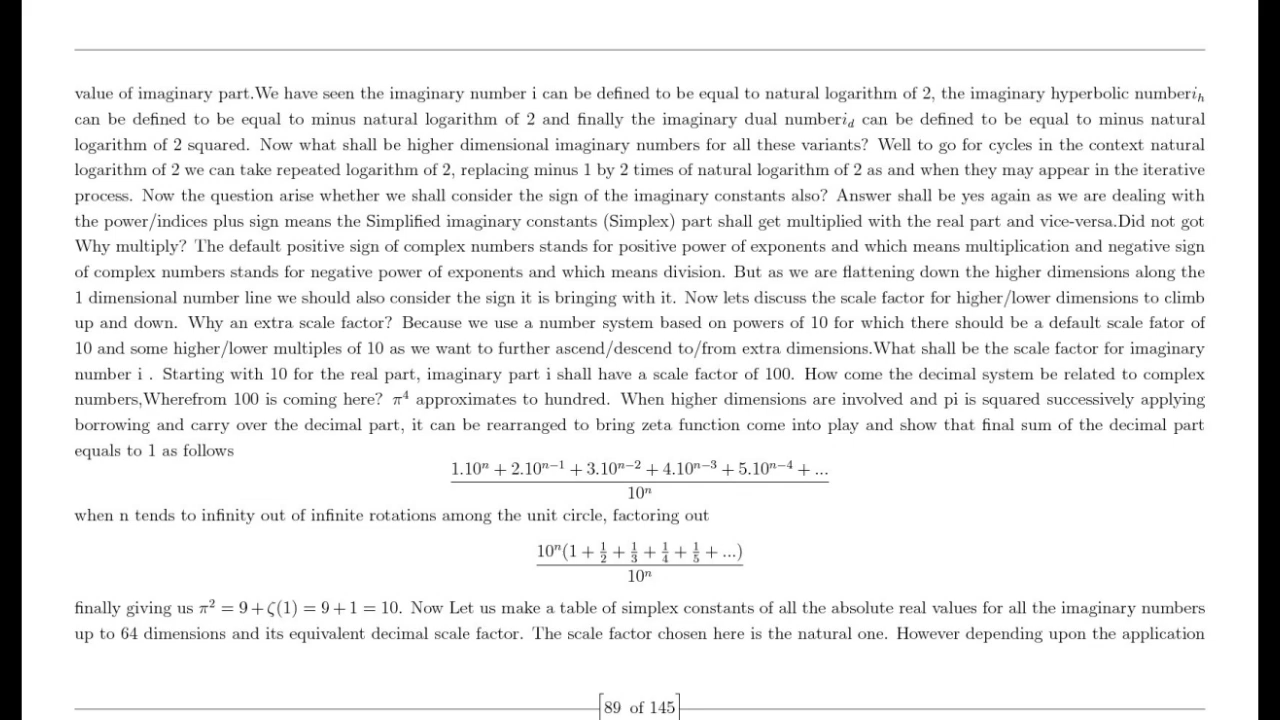 value of imaginary part.We have seen the imaginary number i can be defined to be equal to natural logarithm of 2, the imaginary hyperbolic numberi_h
can be defined to be equal to minus natural logarithm of 2 and finally the imaginary dual numberi_d can be defined to be equal to minus natural
logarithm of 2 squared. Now what shall be higher dimensional imaginary numbers for all these variants? Well to go for cycles in the context natural
logarithm of 2 we can take repeated logarithm of 2, replacing minus 1 by 2 times of natural logarithm of 2 as and when they may appear in the iterative
process. Now the question arise whether we shall consider the sign of the imaginary constants also? Answer shall be yes again as we are dealing with
the power/indices plus sign means the Simplified imaginary constants (Simplex) part shall get multiplied with the real part and vice-versa.Did not got
Why multiply? The default positive sign of complex numbers stands for positive power of exponents and which means multiplication and negative sign
of complex numbers stands for negative power of exponents and which means division. But as we are flattening down the higher dimensions along the
1 dimensional number line we should also consider the sign it is bringing with it. Now lets discuss the scale factor for higher/lower dimensions to climb
up and down. Why an extra scale factor? Because we use a number system based on powers of 10 for which there should be a default scale fator of
10 and some higher/lower multiples of 10 as we want to further ascend/descend to/from extra dimensions.What shall be the scale factor for imaginary
number i . Starting with 10 for the real part, imaginary part i shall have a scale factor of 100. How come the decimal system be related to complex
numbers,Wherefrom 100 is coming here? π⁴ approximates to hundred. When higher dimensions are involved and pi is squared successively applying
borrowing and carry over the decimal part, it can be rearranged to bring zeta function come into play and show that final sum of the decimal part
equals to 1 as follows
1.10ⁿ + 2.10ⁿ⁻¹ + 3.10ⁿ⁻² + 4.10ⁿ⁻³ + 5.10ⁿ⁻⁴ + ...
10ⁿ
when n tends to infinity out of infinite rotations among the unit circle, factoring out
10ⁿ(1 + 1/2 + 1/3 + 1/4 + 1/5 + ...)
10ⁿ
finally giving us π² = 9 + ζ(1) = 9 + 1 = 10. Now Let us make a table of simplex constants of all the absolute real values for all the imaginary numbers
up to 64 dimensions and its equivalent decimal scale factor. The scale factor chosen here is the natural one. However depending upon the application
89 of 145